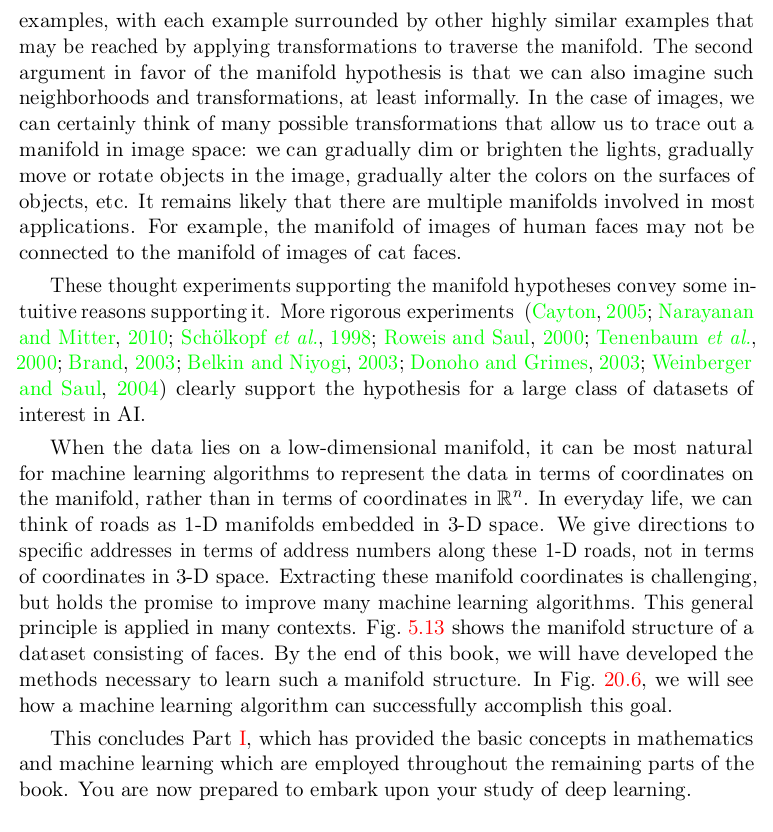 examples, with each example surrounded by other highly similar examples that
may be reached by applying transformations to traverse the manifold. The second
argument in favor of the manifold hypothesis is that we can also imagine such
neighborhoods and transformations, at least informally. In the case of images, we
can certainly think of many possible transformations that allow us to trace out a
manifold in image space: we can gradually dim or brighten the lights, gradually
move or rotate objects in the image, gradually alter the colors on the surfaces of
objects, etc. It remains likely that there are multiple manifolds involved in most
applications. For example, the manifold of images of human faces may not be
connected to the manifold of images of cat faces.
These thought experiments supporting the manifold hypotheses convey some in-
tuitive reasons supporting it. More rigorous experiments (Cayton, 2005; Narayanan
and Mitter, 2010; Schölkopf et al., 1998; Roweis and Saul, 2000; Tenenbaum et al.,
2000; Brand, 2003; Belkin and Niyogi, 2003; Donoho and Grimes, 2003; Weinberger
and Saul, 2004) clearly support the hypothesis for a large class of datasets of
interest in AI.
When the data lies on a low-dimensional manifold, it can be most natural
for machine learning algorithms to represent the data in terms of coordinates on
the manifold, rather than in terms of coordinates in ℝⁿ. In everyday life, we can
think of roads as 1-D manifolds embedded in 3-D space. We give directions to
specific addresses in terms of address numbers along these 1-D roads, not in terms
of coordinates in 3-D space. Extracting these manifold coordinates is challenging,
but holds the promise to improve many machine learning algorithms. This general
principle is applied in many contexts. Fig. 5.13 shows the manifold structure of a
dataset consisting of faces. By the end of this book, we will have developed the
methods necessary to learn such a manifold structure. In Fig. 20.6, we will see
how a machine learning algorithm can successfully accomplish this goal.
This concludes Part I, which has provided the basic concepts in mathematics
and machine learning which are employed throughout the remaining parts of the
book. You are now prepared to embark upon your study of deep learning.